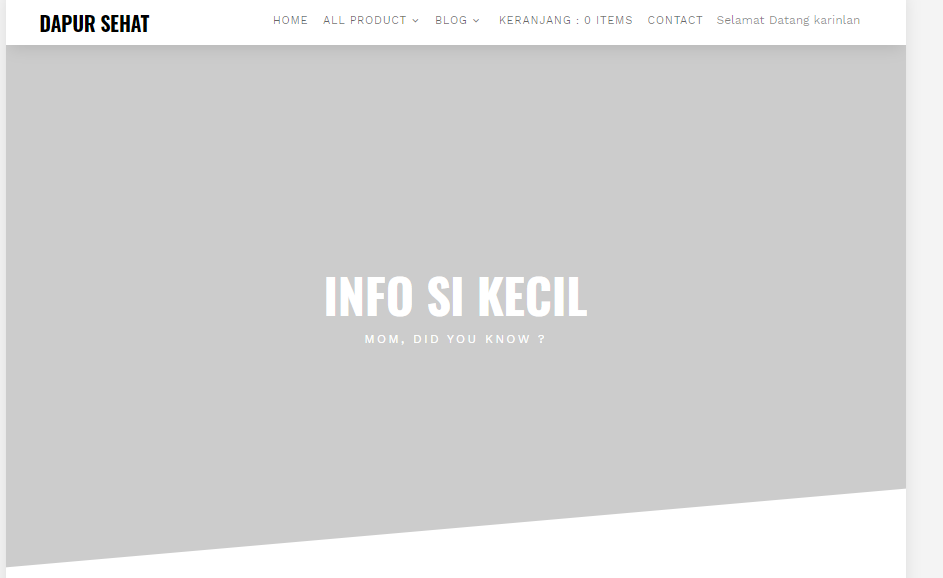 DAPUR SEHAT
HOME ALL PRODUCT BLOG KERANJANG : 0 ITEMS CONTACT Selamat Datang karinlan
INFO SI KECIL
MOM, DID YOU KNOW ?